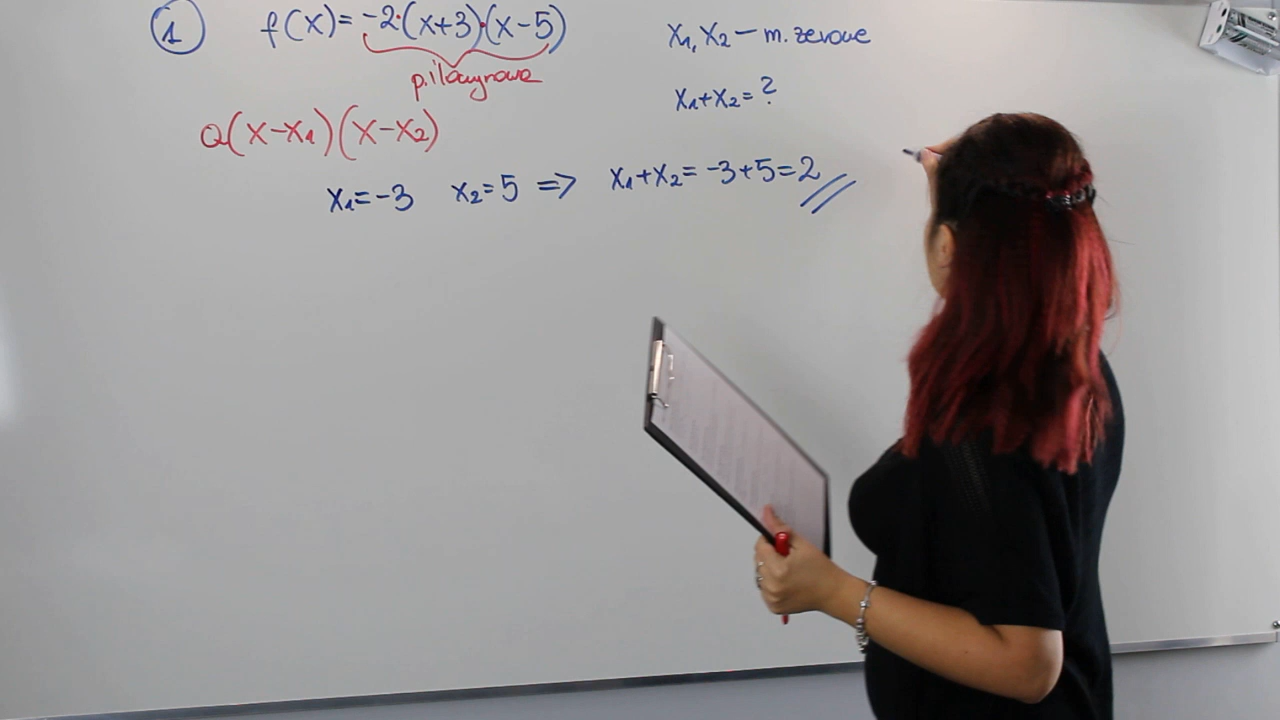 1 f(x)= -2·(x+3)·(x-5)
x₁, x₂ – m. zerowe
p. iloczynowa
x₁+x₂= ?
a(x-x₁)(x-x₂)
x₁=-3 x₂=5 => x₁+x₂= -3+5=2